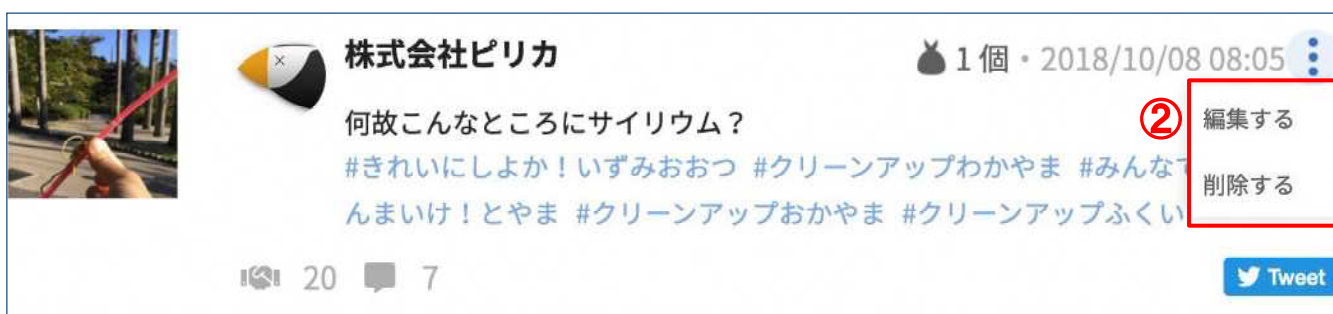 株式会社ピリカ
1個・2018/10/08 08:05
何故こんなところにサイリウム？
② 編集する
#きれいにしよか！いずみおおつ #クリーンアップわかやま #みんなで
削除する
んまいけ！とやま #クリーンアップおかやま #クリーンアップふくい
20 7
Tweet